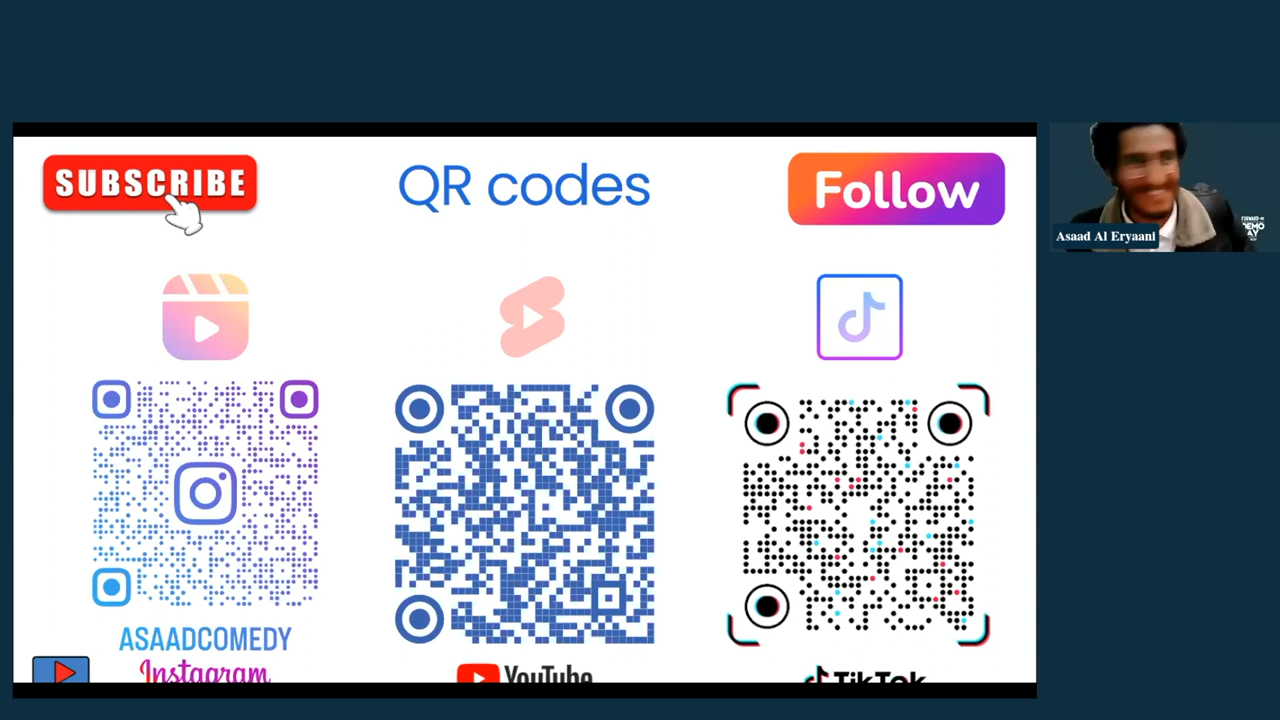 SUBSCRIBE
QR codes
Follow
Asaad Al Eryaani
ASAADCOMEDY
Instagram
YouTube
TikTok